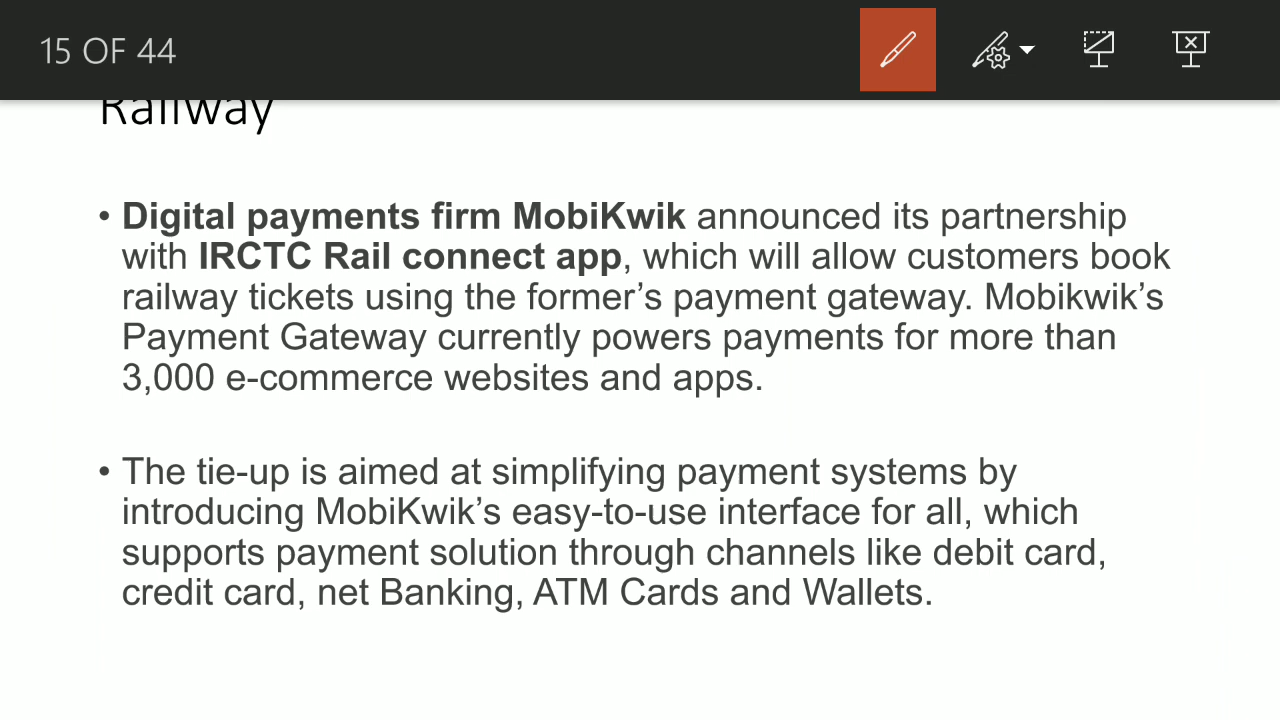 15 OF 44
Railway
• Digital payments firm MobiKwik announced its partnership
with IRCTC Rail connect app, which will allow customers book
railway tickets using the former’s payment gateway. Mobikwik’s
Payment Gateway currently powers payments for more than
3,000 e-commerce websites and apps.
• The tie-up is aimed at simplifying payment systems by
introducing MobiKwik’s easy-to-use interface for all, which
supports payment solution through channels like debit card,
credit card, net Banking, ATM Cards and Wallets.